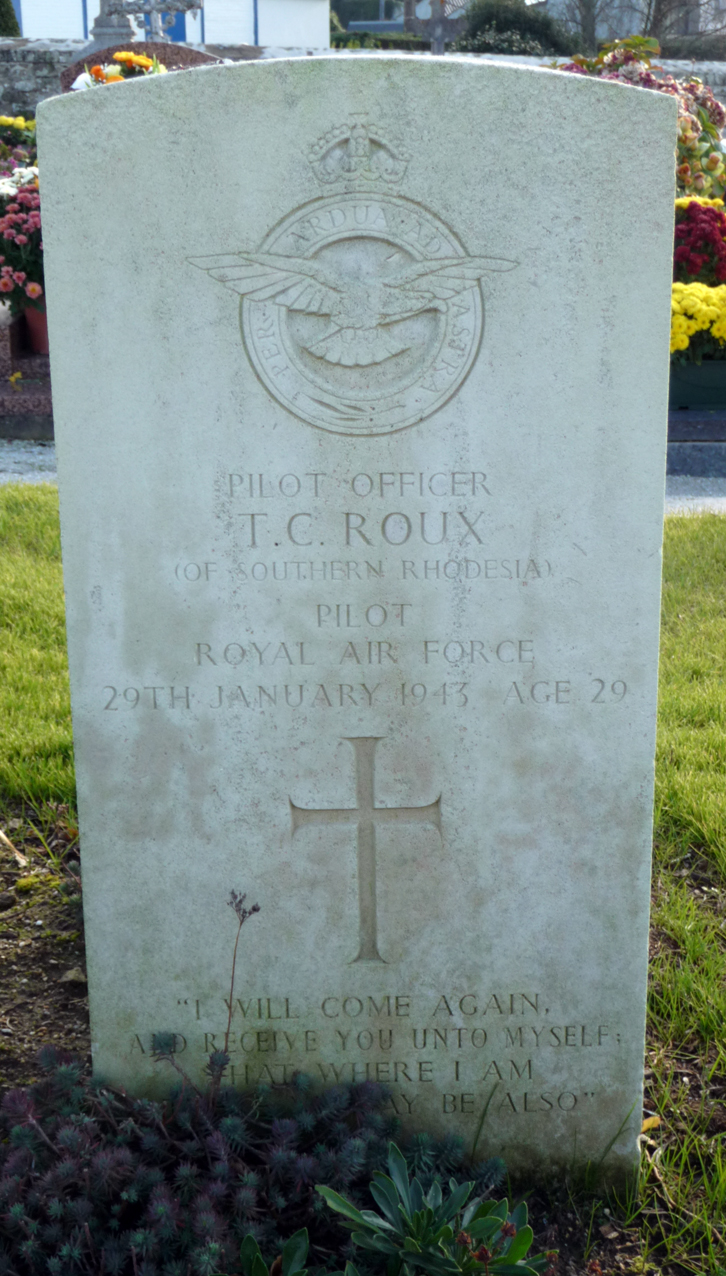 PER ARDUA AD ASTRA
PILOT OFFICER
T. C. ROUX
(OF SOUTHERN RHODESIA)
PILOT
ROYAL AIR FORCE
29TH JANUARY 1943 AGE 29
"I WILL COME AGAIN,
AND RECEIVE YOU UNTO MYSELF;
THAT WHERE I AM
MAY BE ALSO"